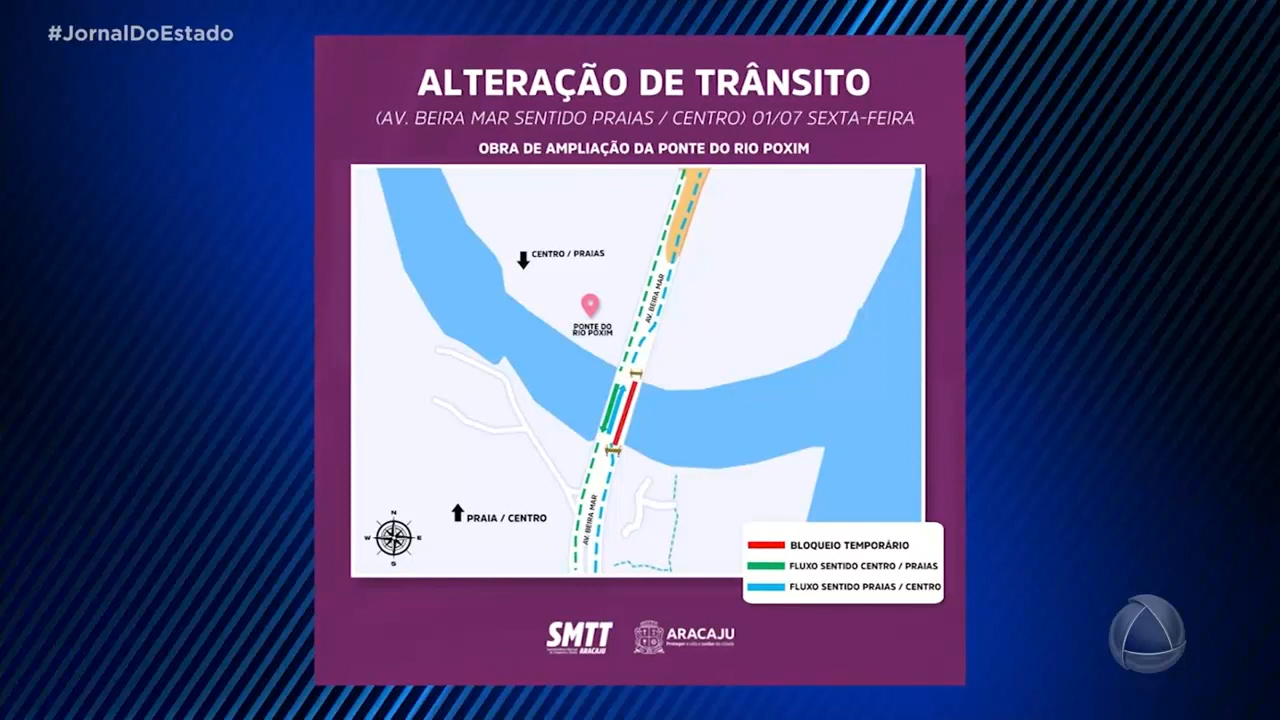 #JornalDoEstado
ALTERAÇÃO DE TRÂNSITO
(AV. BEIRA MAR SENTIDO PRAIAS / CENTRO) 01/07 SEXTA-FEIRA
OBRA DE AMPLIAÇÃO DA PONTE DO RIO POXIM
CENTRO / PRAIAS
AV. BEIRA MAR
PONTE DO
RIO POXIM
AV. BEIRA MAR
PRAIA / CENTRO
N
W
E
S
BLOQUEIO TEMPORÁRIO
FLUXO SENTIDO CENTRO / PRAIAS
FLUXO SENTIDO PRAIAS / CENTRO
SMTT
ARACAJU
ARACAJU